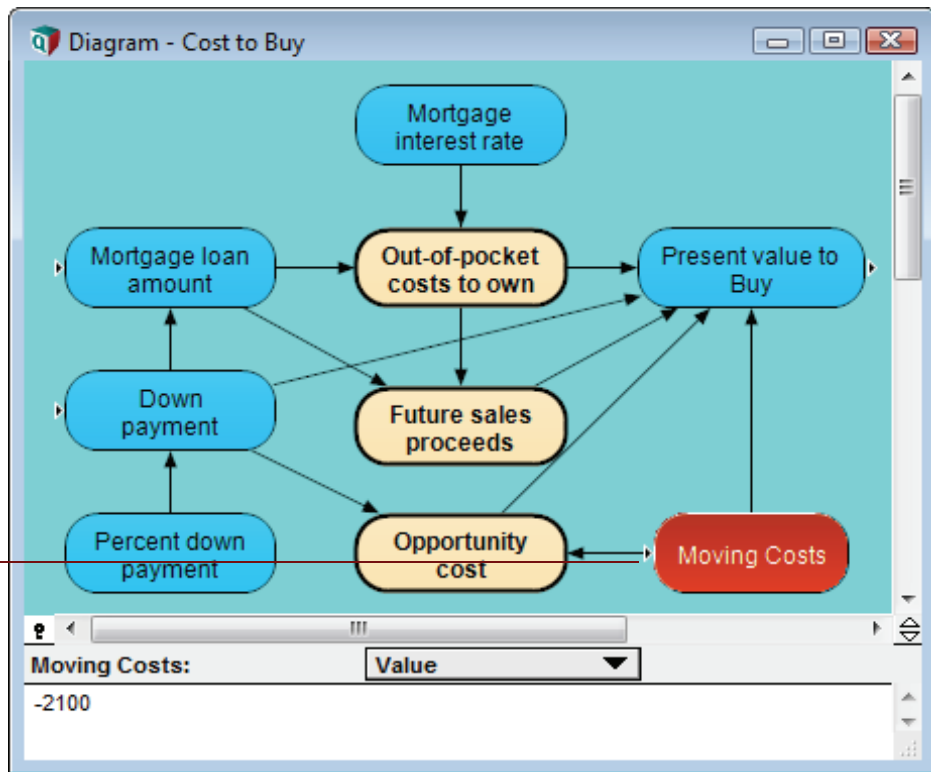 Diagram - Cost to Buy
Mortgage
interest rate
Mortgage loan
amount
Out-of-pocket
costs to own
Present value to
Buy
Down
payment
Future sales
proceeds
Percent down
payment
Opportunity
cost
Moving Costs
?
Moving Costs:
Value
-2100